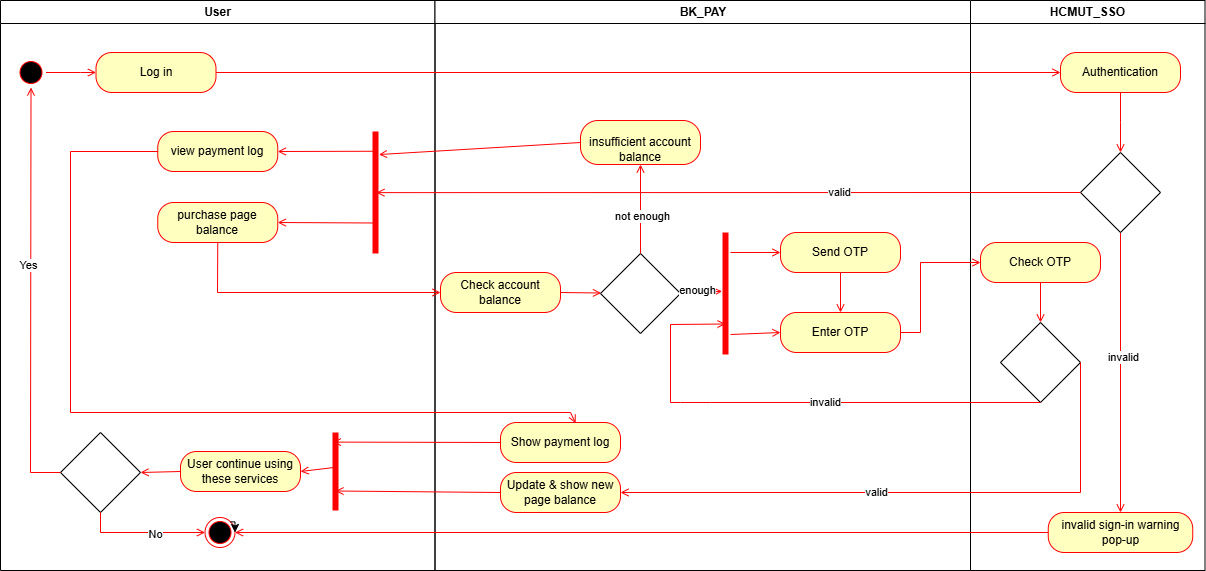 User
BK_PAY
HCMUT_SSO
Log in
Authentication
view payment log
insufficient account
balance
valid
purchase page
balance
not enough
Send OTP
Check OTP
Yes
Check account
balance
enough
Enter OTP
invalid
invalid
Show payment log
User continue using
these services
Update & show new
page balance
valid
No
invalid sign-in warning
pop-up